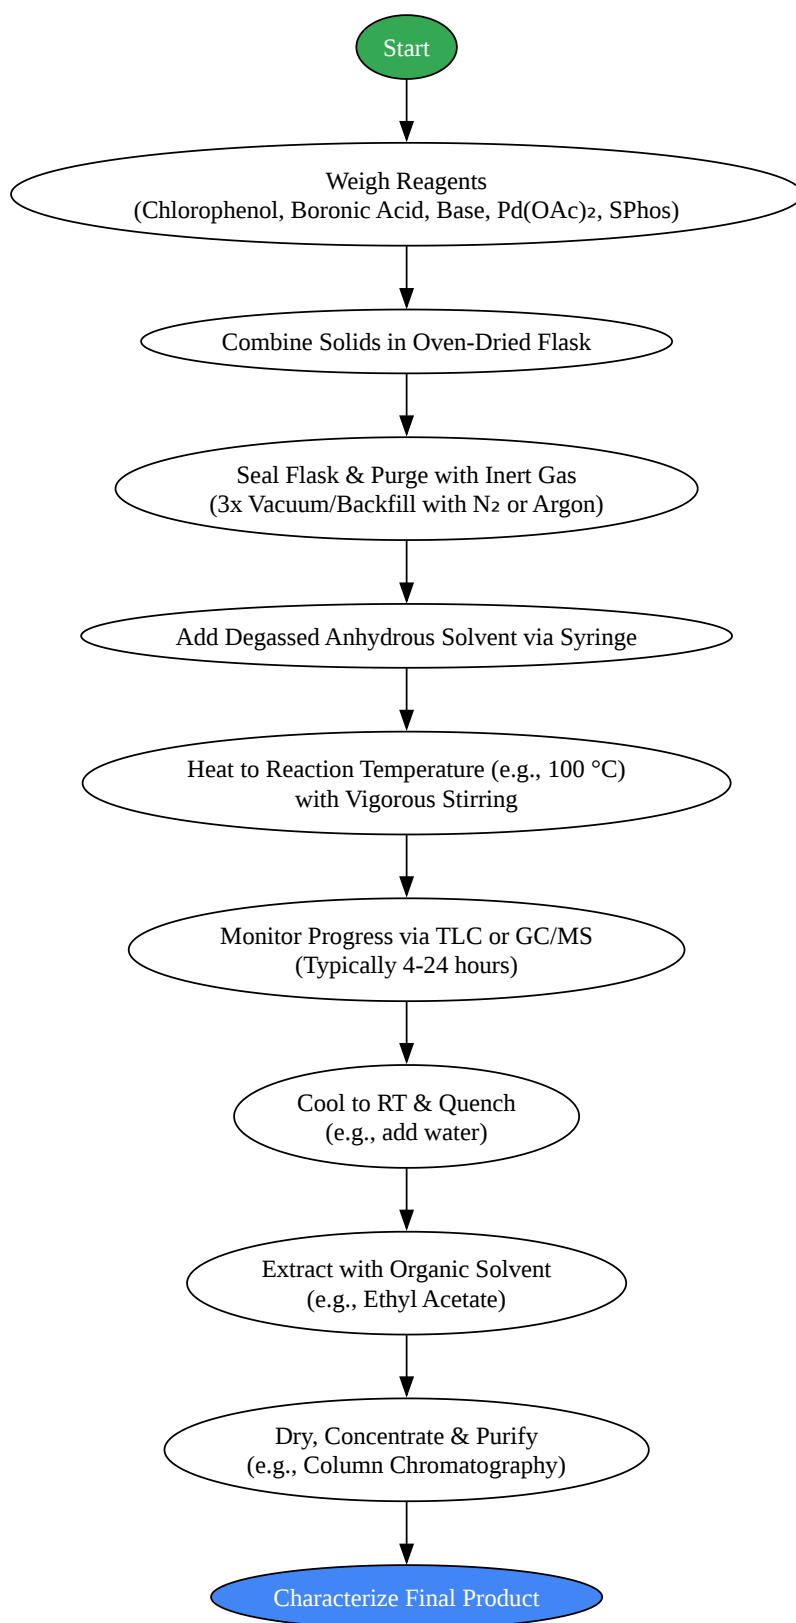 Start
Weigh Reagents
(Chlorophenol, Boronic Acid, Base, Pd(OAc)₂, SPhos)
Combine Solids in Oven-Dried Flask
Seal Flask & Purge with Inert Gas
(3x Vacuum/Backfill with N₂ or Argon)
Add Degassed Anhydrous Solvent via Syringe
Heat to Reaction Temperature (e.g., 100 °C)
with Vigorous Stirring
Monitor Progress via TLC or GC/MS
(Typically 4-24 hours)
Cool to RT & Quench
(e.g., add water)
Extract with Organic Solvent
(e.g., Ethyl Acetate)
Dry, Concentrate & Purify
(e.g., Column Chromatography)
Characterize Final Product